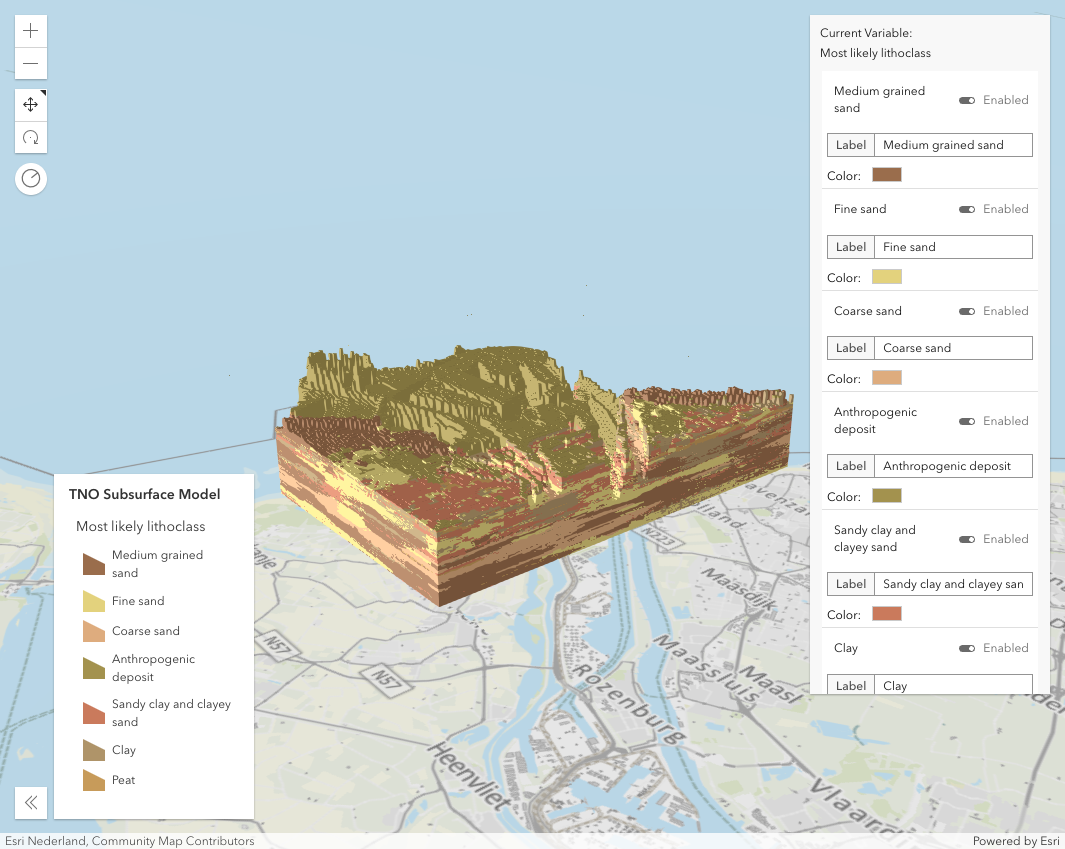 Current Variable:
Most likely lithoclass
Medium grained
sand
Enabled
Label
Medium grained sand
Color:
Fine sand
Enabled
Label
Fine sand
Color:
Coarse sand
Enabled
Label
Coarse sand
Color:
Anthropogenic
deposit
Enabled
Label
Anthropogenic deposit
Color:
Sandy clay and
clayey sand
Enabled
Label
Sandy clay and clayey san
Color:
Clay
Enabled
Label
Clay
TNO Subsurface Model
Most likely lithoclass
Medium grained
sand
Fine sand
Coarse sand
Anthropogenic
deposit
Sandy clay and clayey
sand
Clay
Peat
N223
Maasdijk
Maassluis
Maasl
N57
N57
Rozenburg
Heenvliet
Vlaardi
Esri Nederland, Community Map Contributors
Powered by Esri